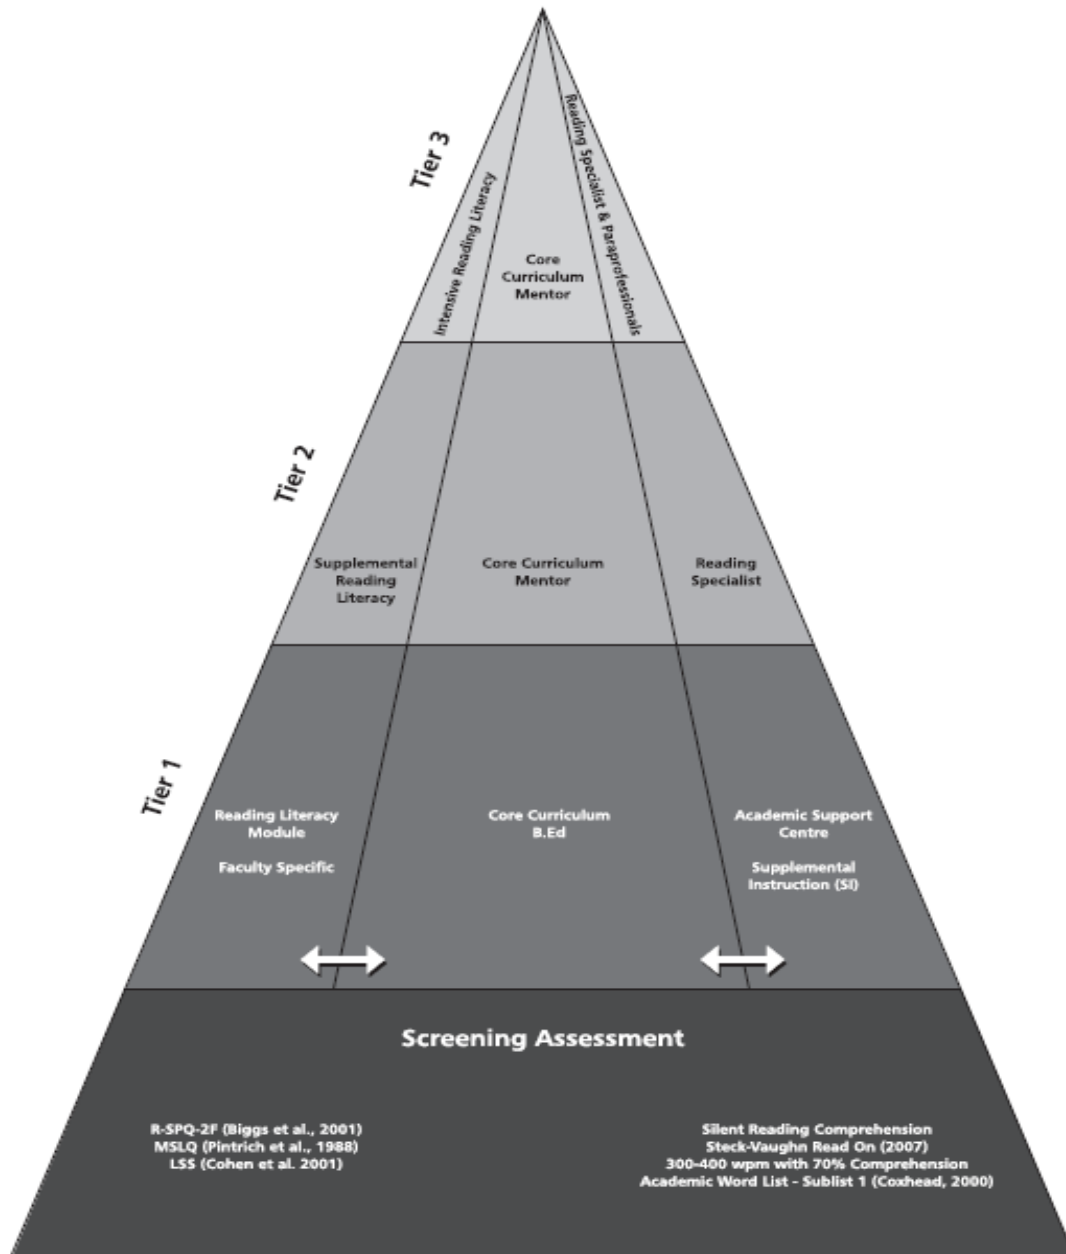 Tier 3
Intensive Reading Literacy
Core
Curriculum
Mentor
Reading Specialist & Paraprofessionals
Tier 2
Supplemental
Reading
Literacy
Core Curriculum
Mentor
Reading
Specialist
Tier 1
Reading Literacy
Module
Faculty Specific
Core Curriculum
B.Ed
Academic Support
Centre
Supplemental
Instruction (SI)
Screening Assessment
R-SPQ-2F (Biggs et al., 2001)
MSLQ (Pintrich et al., 1988)
LSS (Cohen et al. 2001)
Silent Reading Comprehension
Steck-Vaughn Read On (2007)
300-400 wpm with 70% Comprehension
Academic Word List - Sublist 1 (Coxhead, 2000)